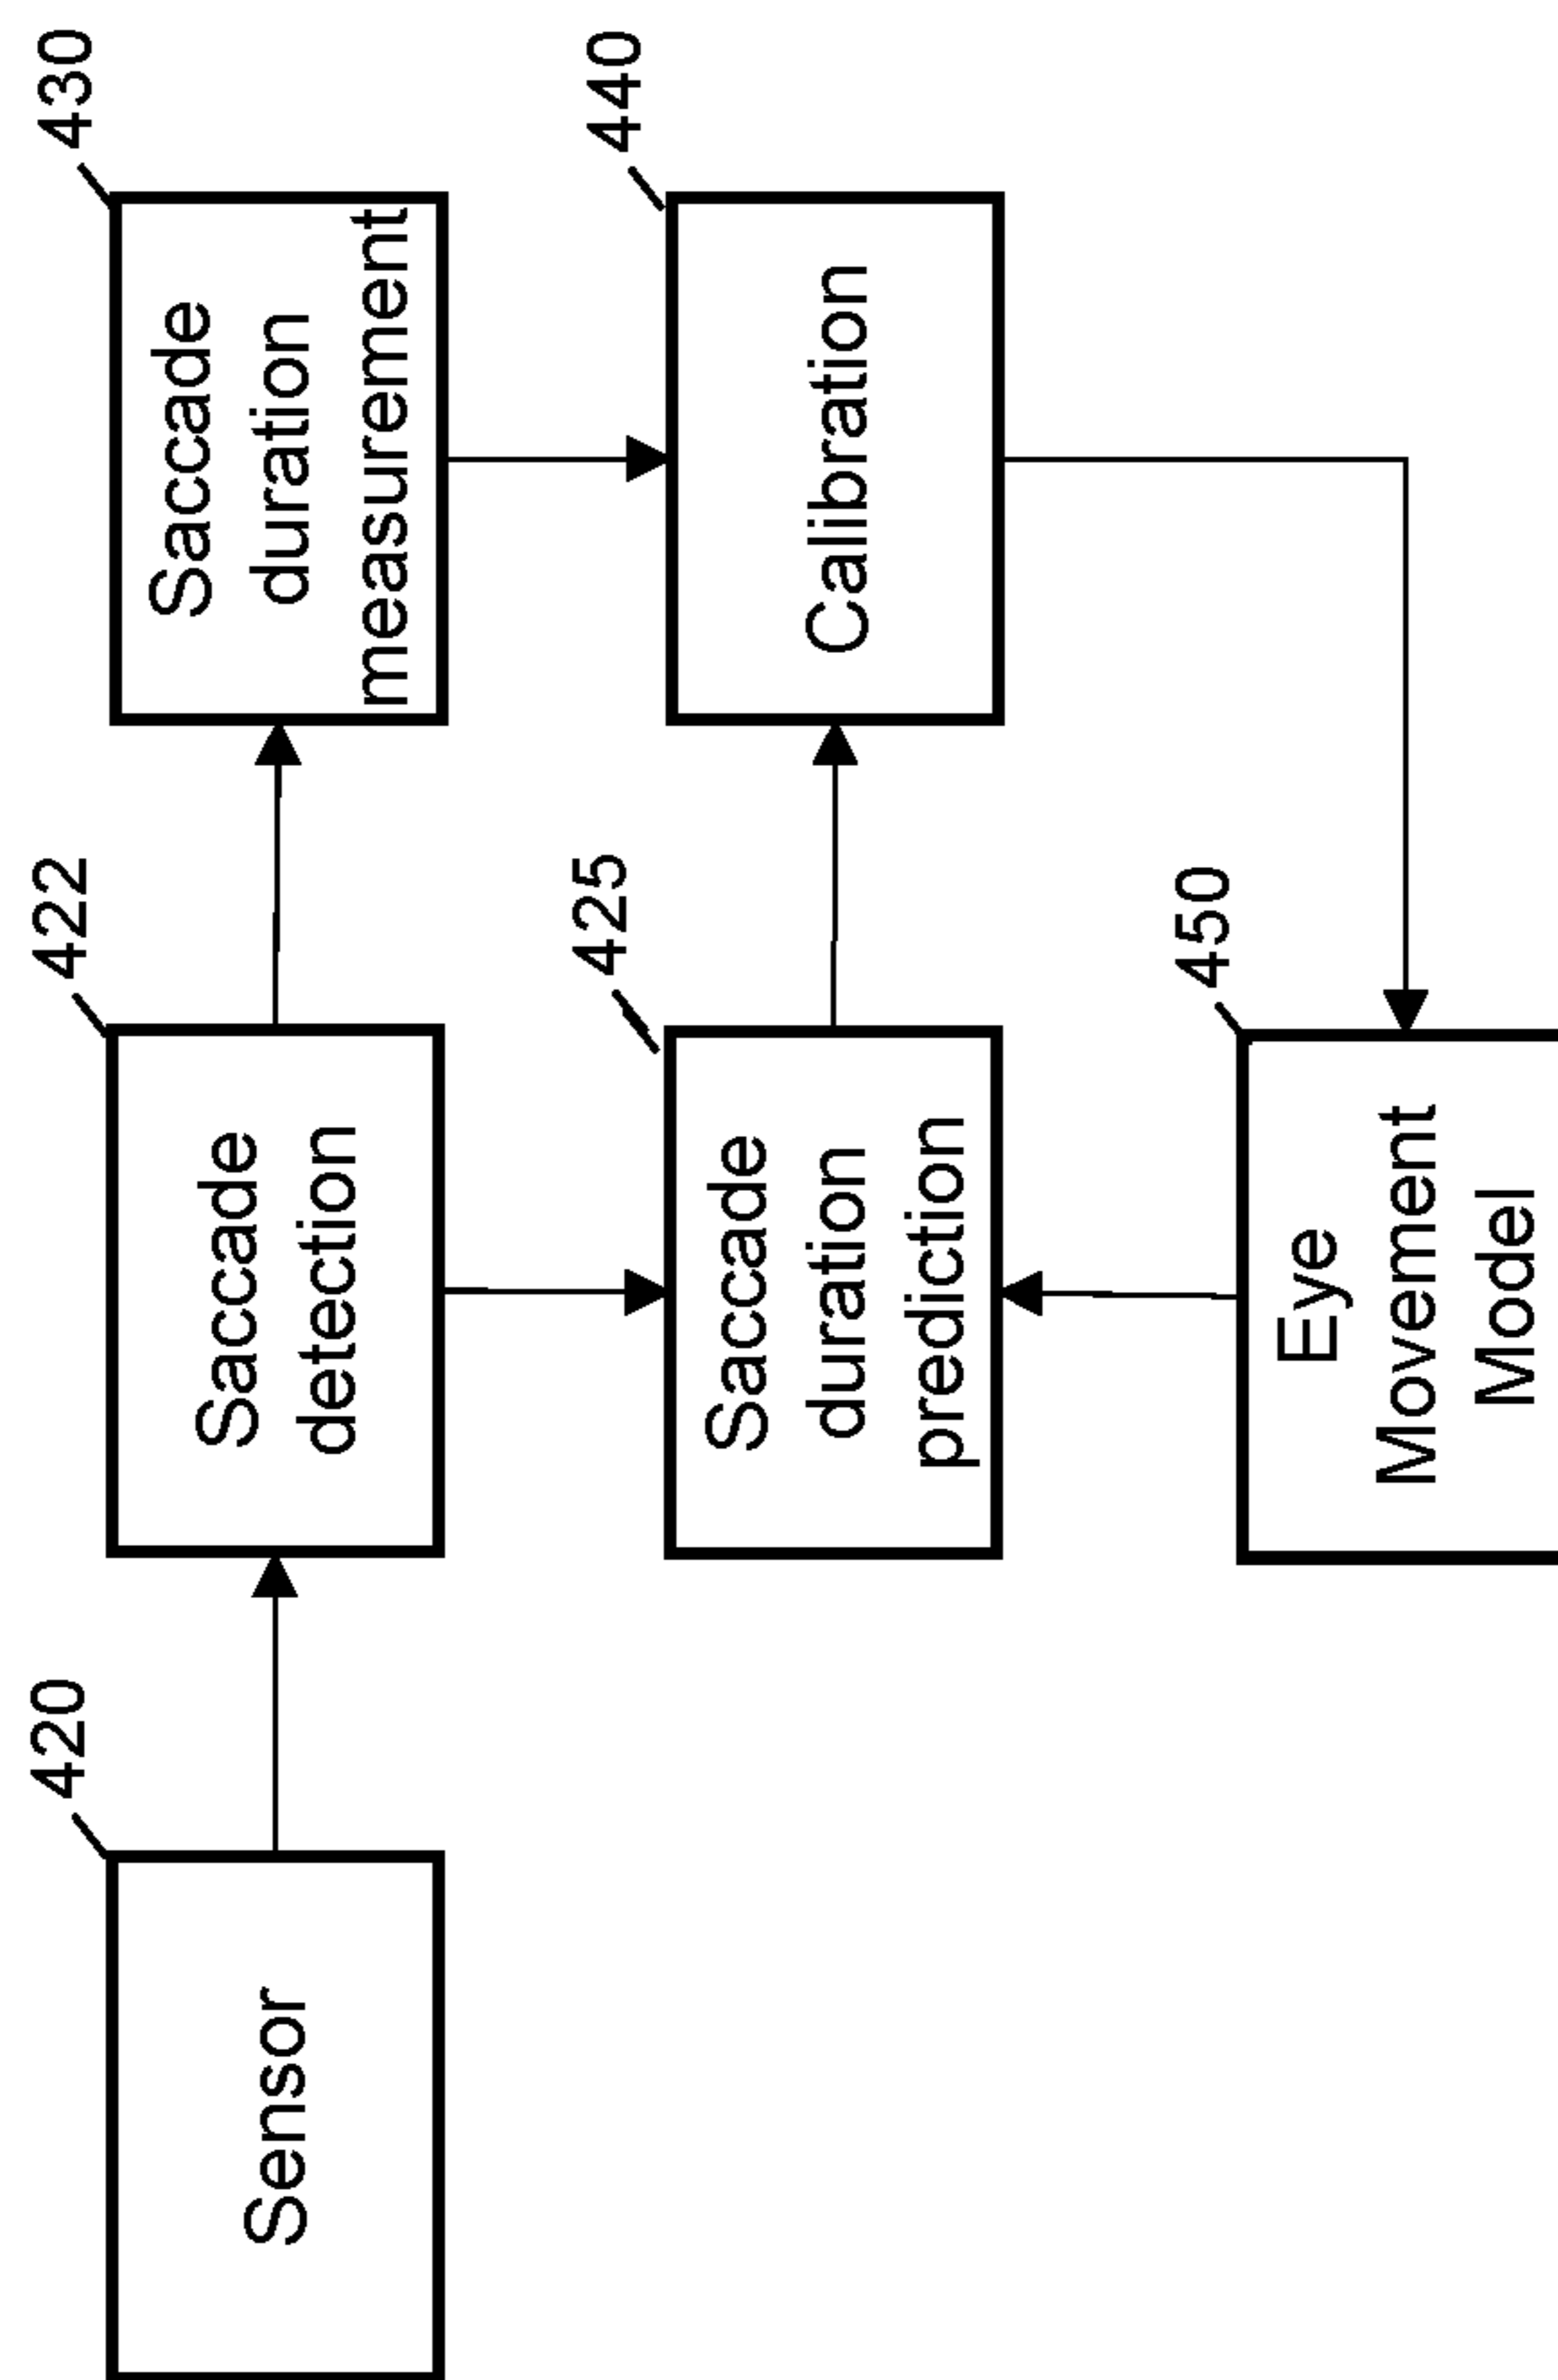 420
Sensor
422
Saccade
detection
430
Saccade
duration
measurement
425
Saccade
duration
prediction
440
Calibration
450
Eye
Movement
Model